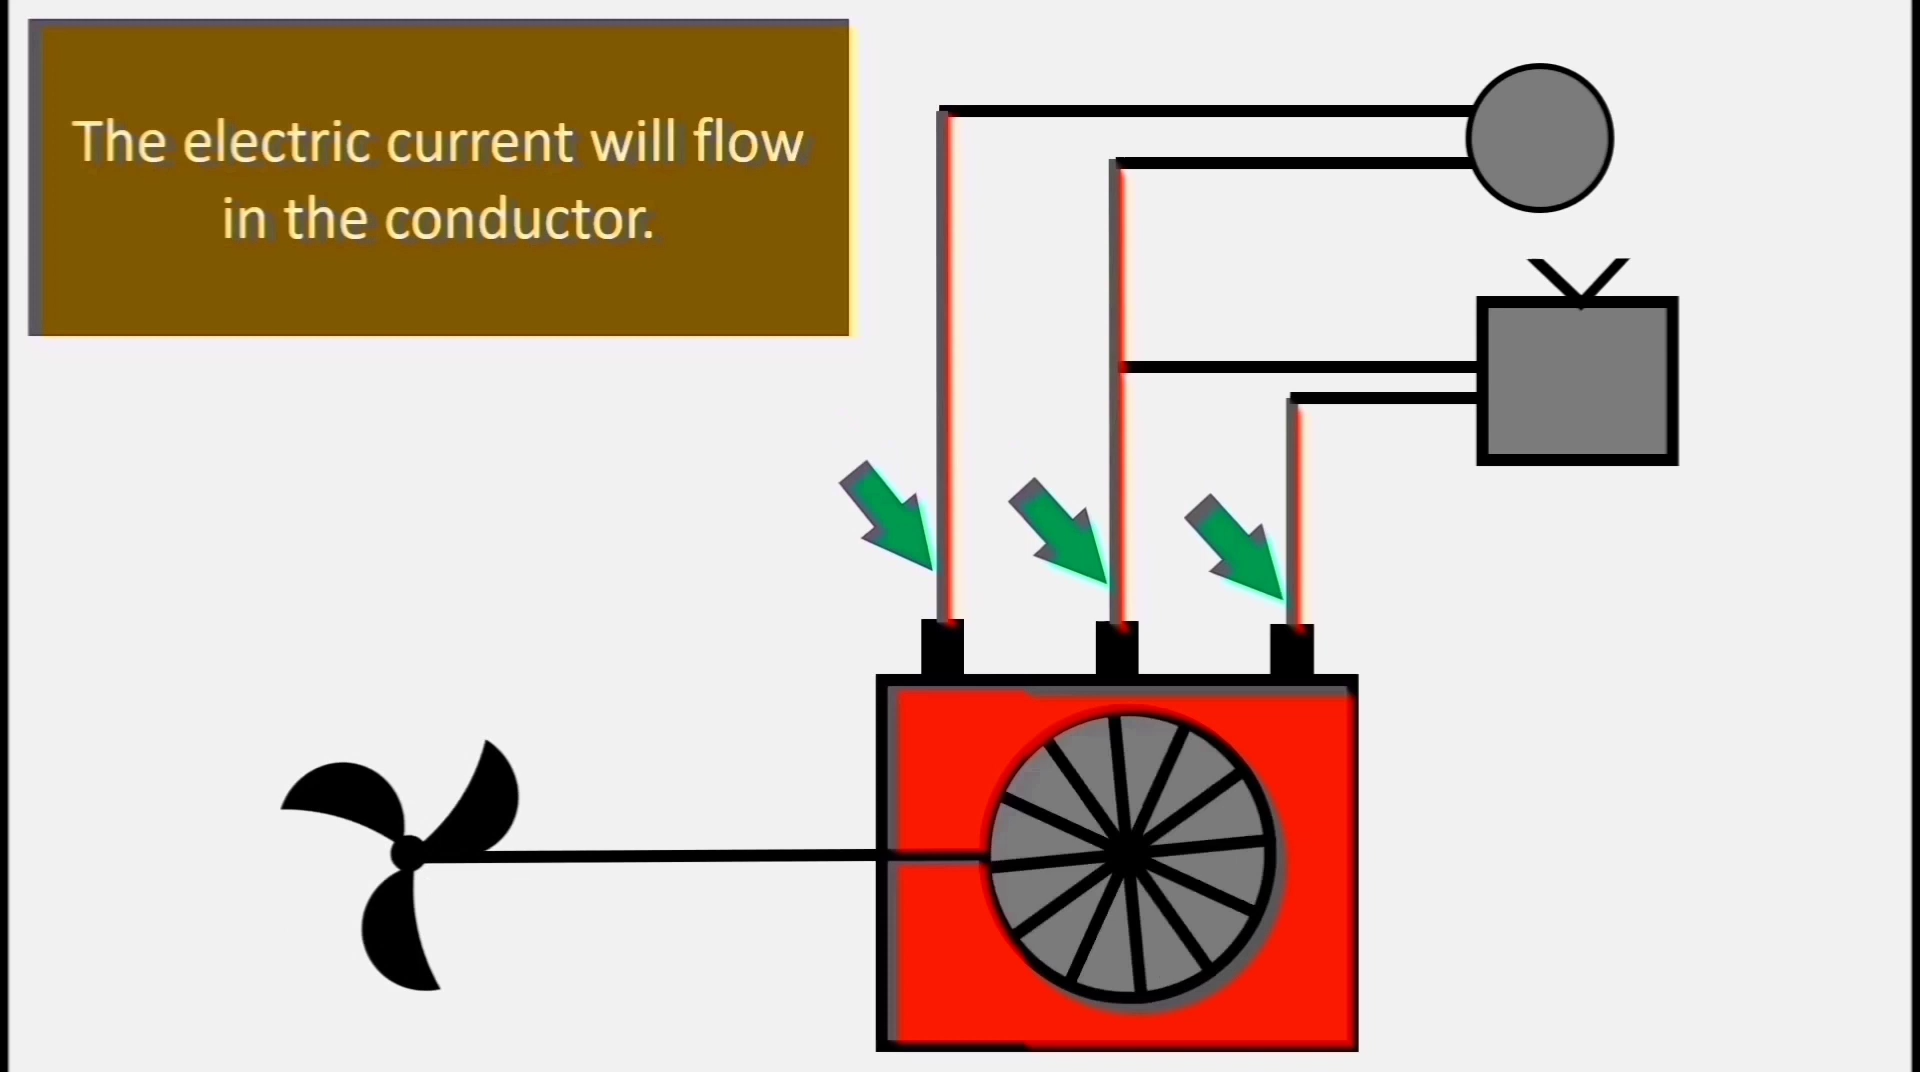 The electric current will flow
in the conductor.